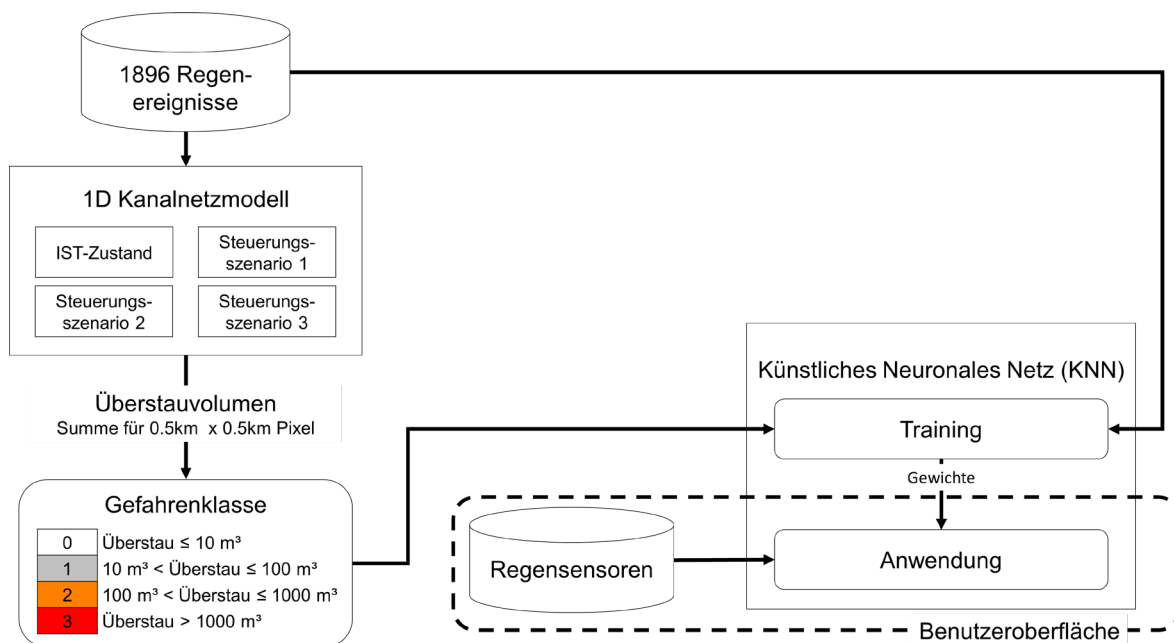 1896 Regen-
ereignisse
1D Kanalnetzmodell
IST-Zustand
Steuerungs-
szenario 1
Steuerungs-
szenario 2
Steuerungs-
szenario 3
Überstauvolumen
Summe für 0.5km x 0.5km Pixel
Gefahrenklasse
0 Überstau ≤ 10 m³
1 10 m³ < Überstau ≤ 100 m³
2 100 m³ < Überstau ≤ 1000 m³
3 Überstau > 1000 m³
Künstliches Neuronales Netz (KNN)
Training
Gewichte
Regensensoren
Anwendung
Benutzeroberfläche